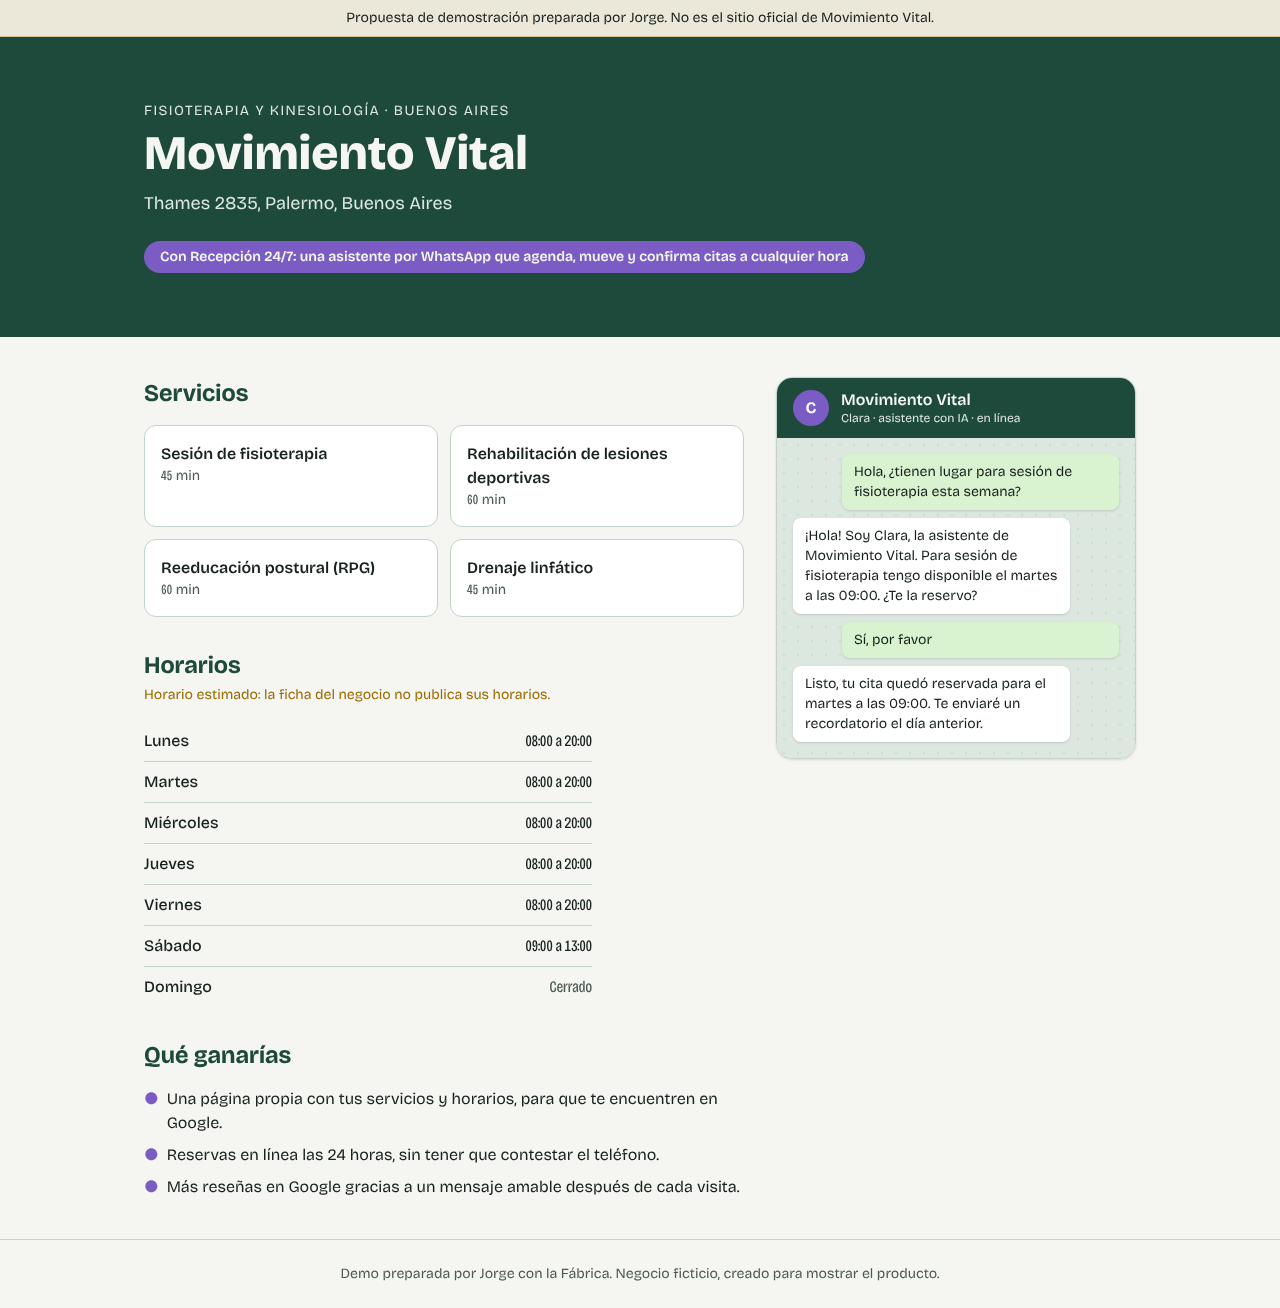 Propuesta de demostración preparada por Jorge. No es el sitio oficial de Movimiento Vital.
FISIOTERAPIA Y KINESIOLOGÍA · BUENOS AIRES
Movimiento Vital
Thames 2835, Palermo, Buenos Aires
Con Recepción 24/7: una asistente por WhatsApp que agenda, mueve y confirma citas a cualquier hora
Servicios
Sesión de fisioterapia
45 min
Rehabilitación de lesiones
deportivas
60 min
Reeducación postural (RPG)
60 min
Drenaje linfático
45 min
Horarios
Horario estimado: la ficha del negocio no publica sus horarios.
Lunes 08:00 a 20:00
Martes 08:00 a 20:00
Miércoles 08:00 a 20:00
Jueves 08:00 a 20:00
Viernes 08:00 a 20:00
Sábado 09:00 a 13:00
Domingo Cerrado
Qué ganarías
Una página propia con tus servicios y horarios, para que te encuentren en
Google.
Reservas en línea las 24 horas, sin tener que contestar el teléfono.
Más reseñas en Google gracias a un mensaje amable después de cada visita.
C
Movimiento Vital
Clara · asistente con IA · en línea
Hola, ¿tienen lugar para sesión de
fisioterapia esta semana?
¡Hola! Soy Clara, la asistente de
Movimiento Vital. Para sesión de
fisioterapia tengo disponible el martes
a las 09:00. ¿Te la reservo?
Sí, por favor
Listo, tu cita quedó reservada para el
martes a las 09:00. Te enviaré un
recordatorio el día anterior.
Demo preparada por Jorge con la Fábrica. Negocio ficticio, creado para mostrar el producto.